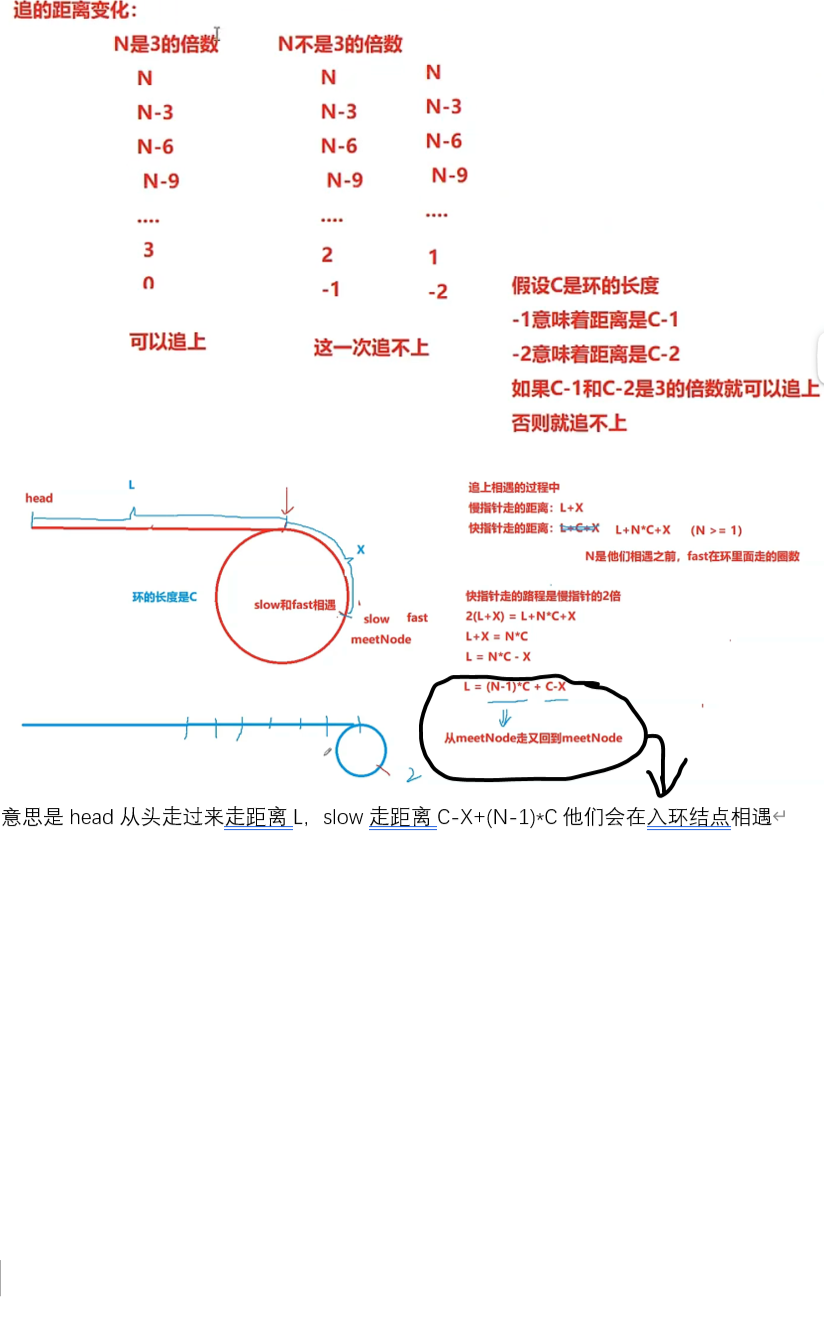 追的距离变化：
N是3的倍数
N
N-3
N-6
N-9
....
3
0
可以追上
N不是3的倍数
N N
N-3 N-3
N-6 N-6
N-9 N-9
.... ....
2 1
-1 -2
这一次追不上
假设C是环的长度
-1意味着距离是C-1
-2意味着距离是C-2
如果C-1和C-2是3的倍数就可以追上
否则就追不上
head
L
X
环的长度是C
slow和fast相遇
slow fast
meetNode
追上相遇的过程中
慢指针走的距离：L+X
快指针走的距离：L+C+X L+N*C+X （N >= 1）
N是他们相遇之前，fast在环里面走的圈数
快指针走的路程是慢指针的2倍
2(L+X) = L+N*C+X
L+X = N*C
L = N*C - X
L = (N-1)*C + C-X
从meetNode走又回到meetNode
2
意思是 head 从头走过来走距离 L，slow 走距离 C-X+(N-1)*C 他们会在入环结点相遇↵